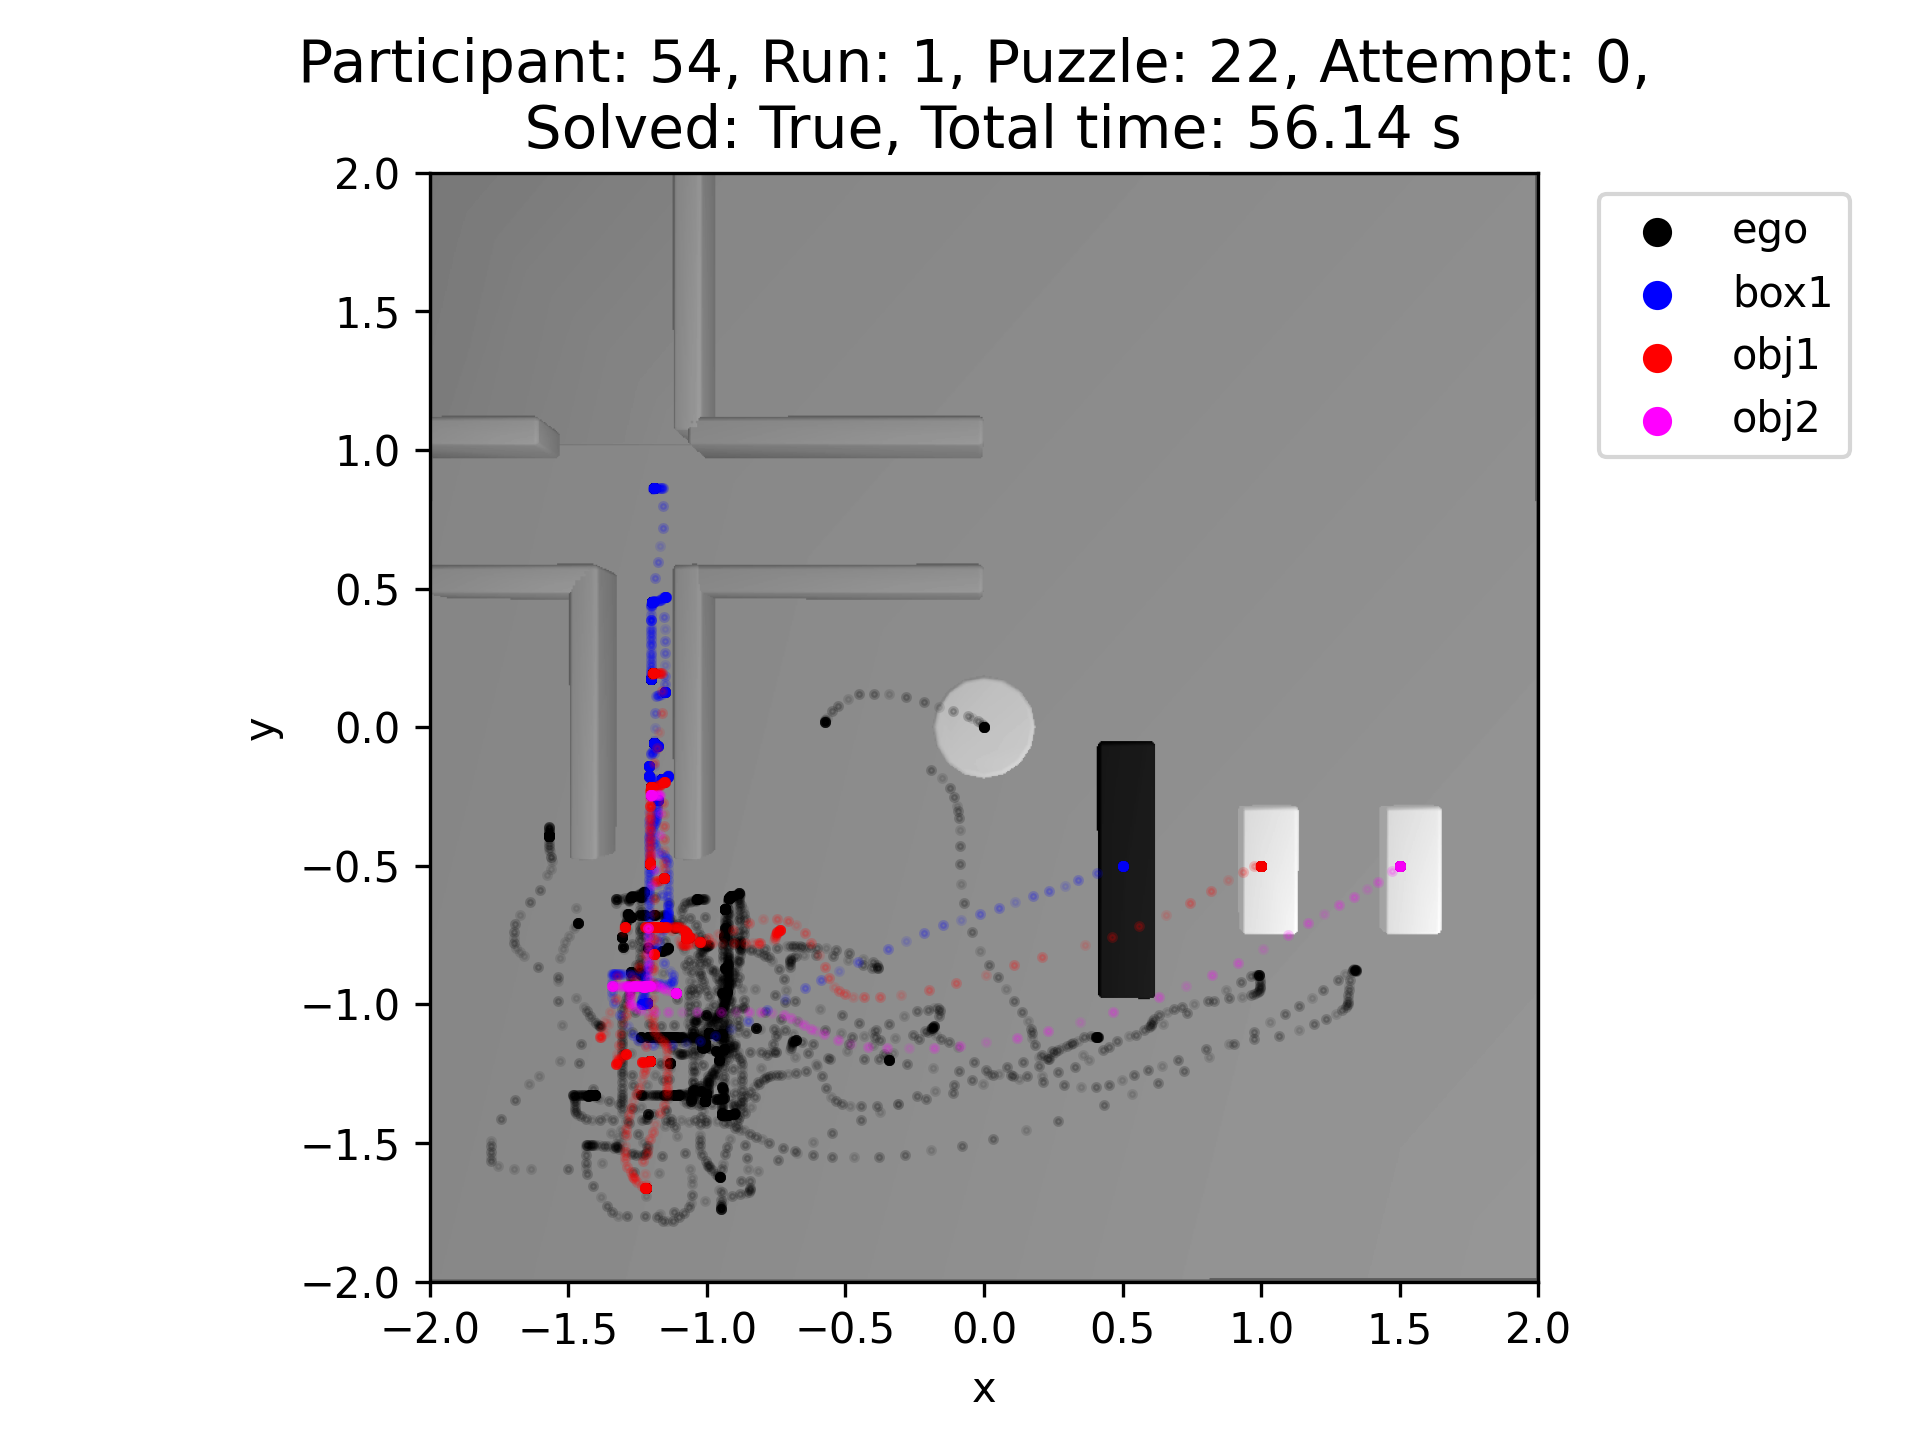 Participant: 54, Run: 1, Puzzle: 22, Attempt: 0,
Solved: True, Total time: 56.14 s
2.0
1.5
1.0
0.5
0.0
−0.5
−1.0
−1.5
−2.0
y
−2.0 −1.5 −1.0 −0.5 0.0 0.5 1.0 1.5 2.0
x
ego
box1
obj1
obj2